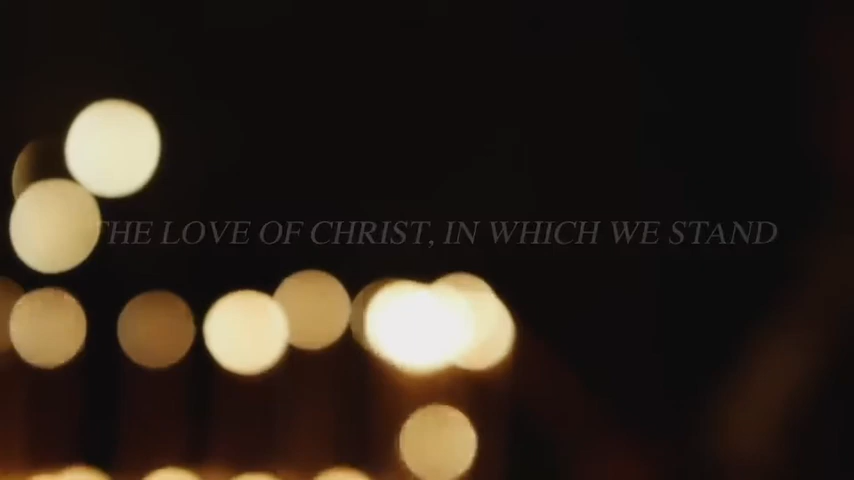 THE LOVE OF CHRIST, IN WHICH WE STAND